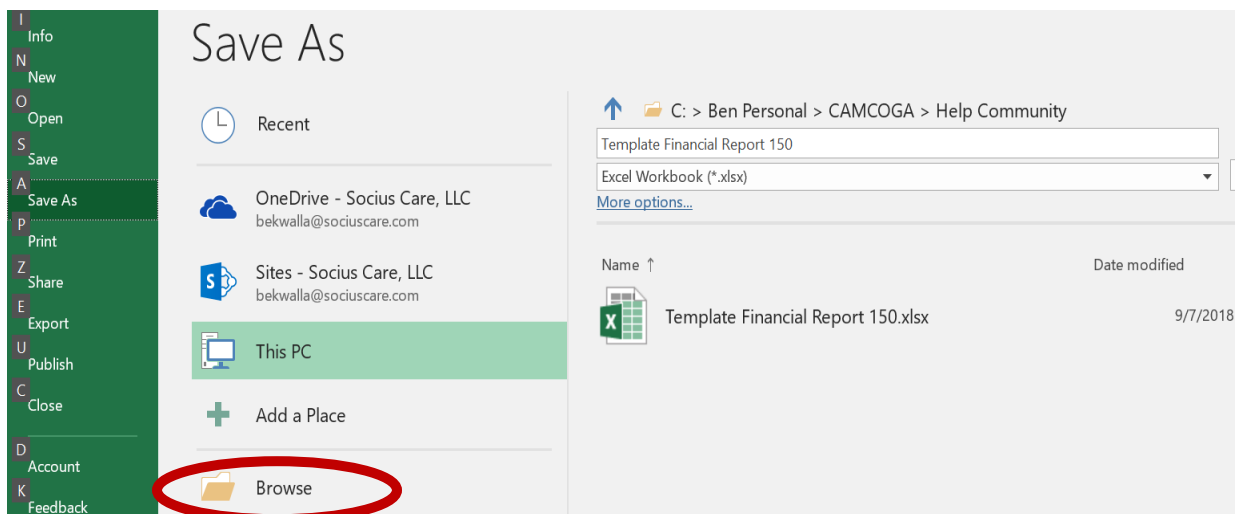 I
Info
N
New
O
Open
S
Save
A
Save As
P
Print
Z
Share
E
Export
U
Publish
C
Close
D
Account
K
Feedback
Save As
Recent
OneDrive - Socius Care, LLC
bekwalla@sociuscare.com
S
Sites - Socius Care, LLC
bekwalla@sociuscare.com
This PC
Add a Place
Browse
C: > Ben Personal > CAMCOGA > Help Community
Template Financial Report 150
Excel Workbook (*.xlsx)
More options...
Name ↑ Date modified
X
Template Financial Report 150.xlsx 9/7/2018